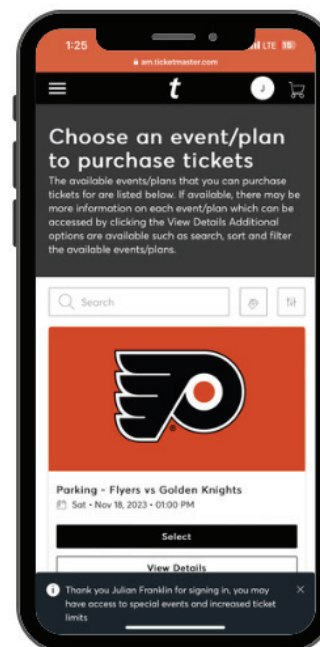 1:25
LTE 15
am.ticketmaster.com
t
J
Choose an event/plan
to purchase tickets
The available events/plans that you can purchase
tickets for are listed below. If available, there may be
more information on each event/plan which can be
accessed by clicking the View Details Additional
options are available such as search, sort and filter
the available events/plans.
Search
®
Parking - Flyers vs Golden Knights
Sat • Nov 18, 2023 • 01:00 PM
Select
View Details
Thank you Julian Franklin for signing in, you may
have access to special events and increased ticket
limits